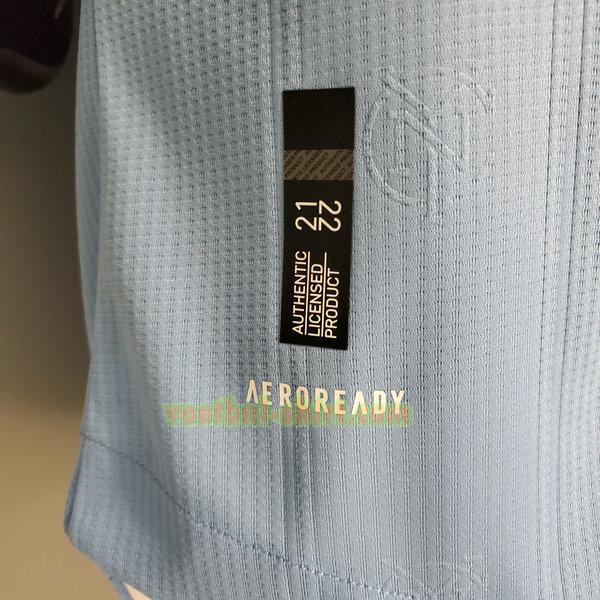 21
22
AUTHENTIC
LICENSED
PRODUCT
AEROREADY